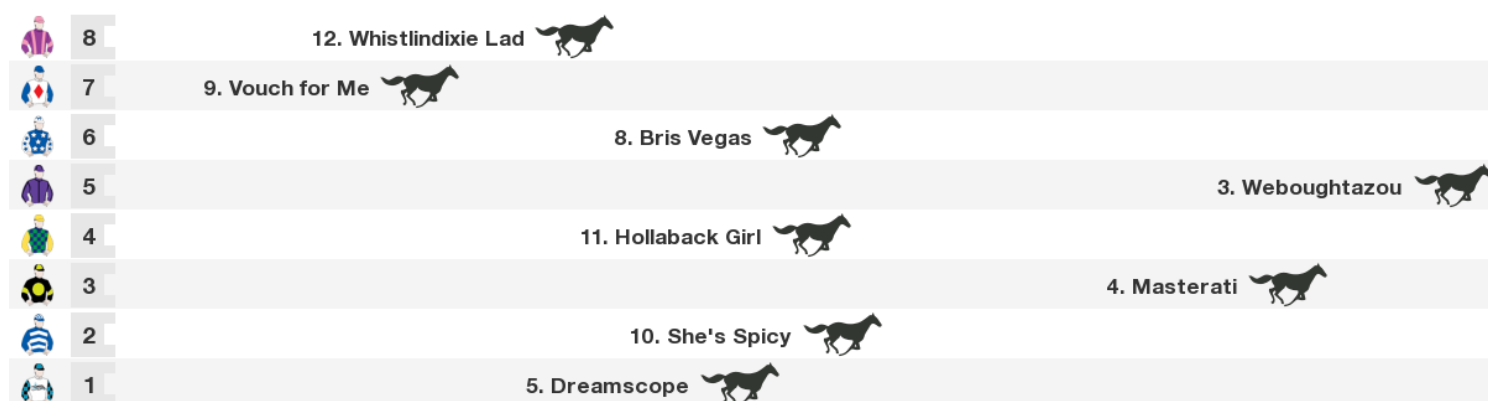 8 12. Whistlindixie Lad
7 9. Vouch for Me
6 8. Bris Vegas
5 3. Weboughtazou
4 11. Hollaback Girl
3 4. Masterati
2 10. She's Spicy
1 5. Dreamscope